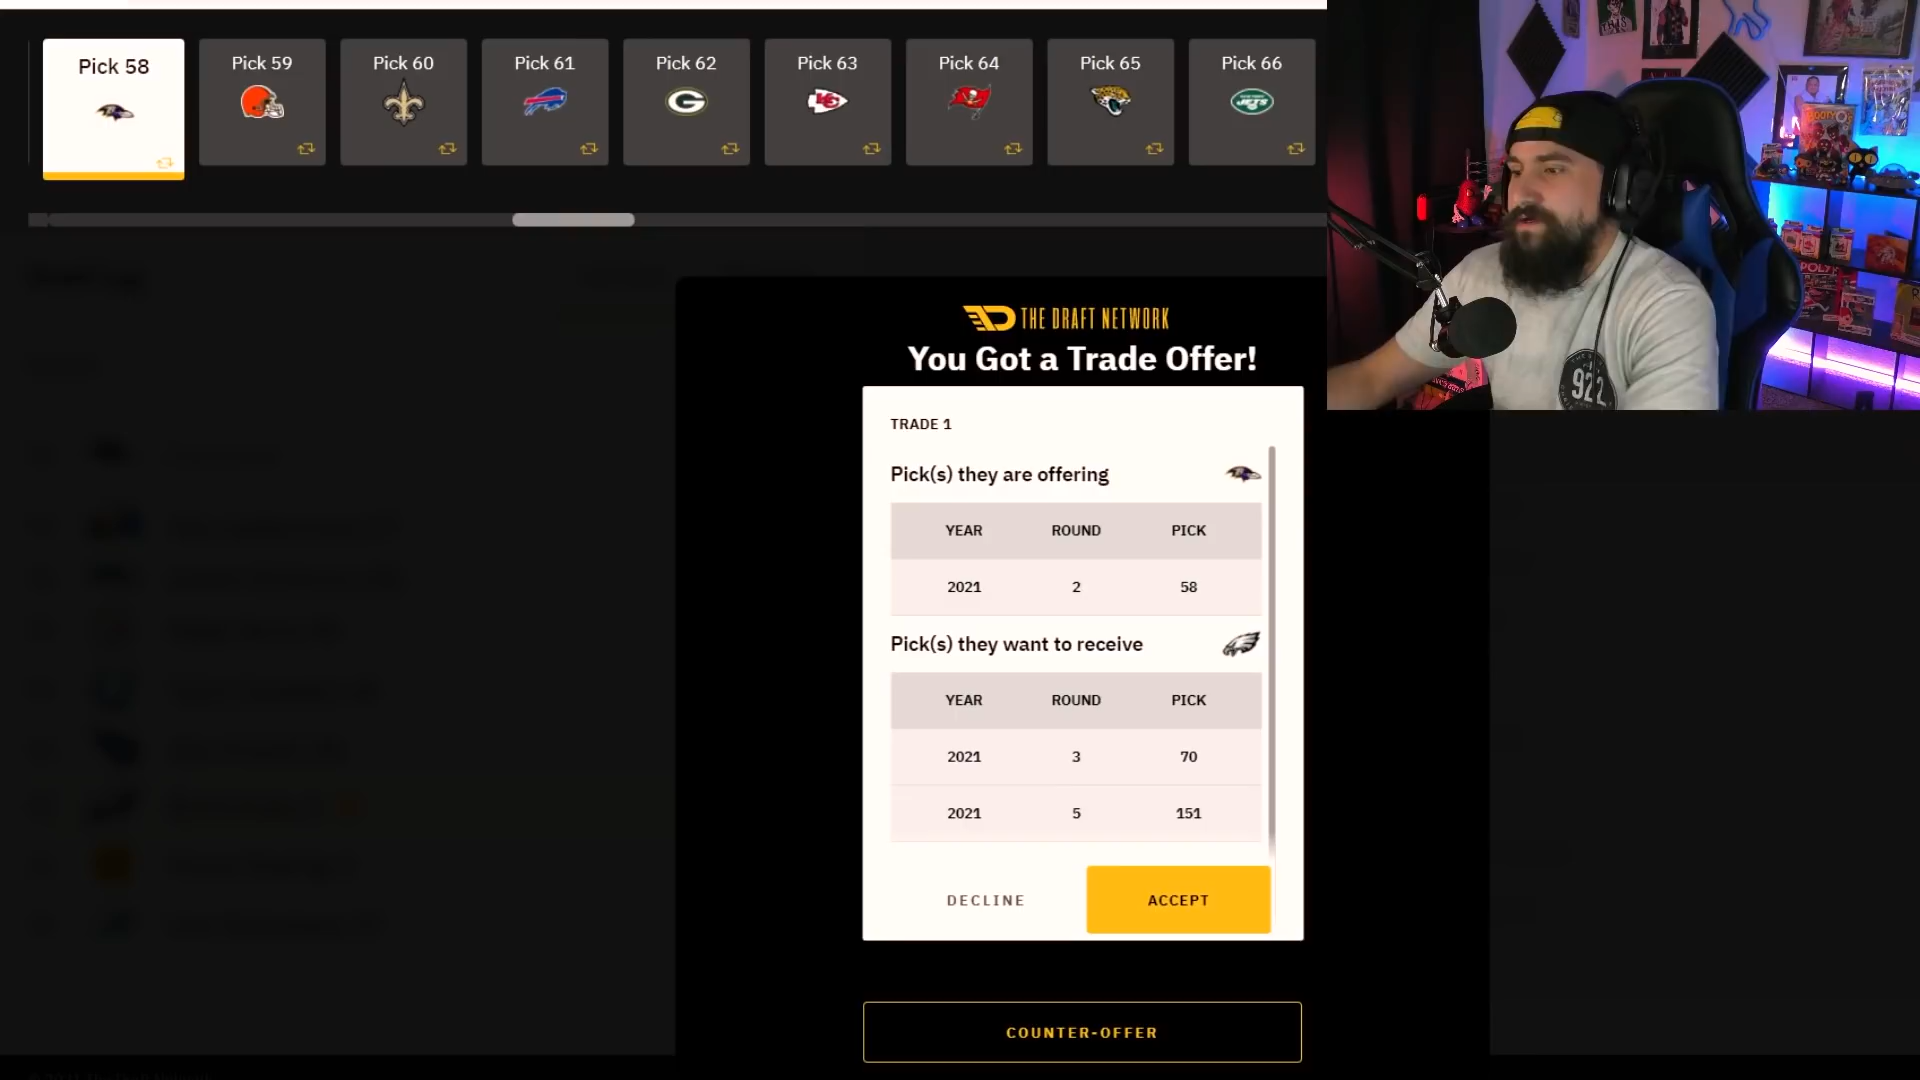 Pick 58
Pick 59
Pick 60
Pick 61
Pick 62
Pick 63
Pick 64
Pick 65
Pick 66
THE DRAFT NETWORK
You Got a Trade Offer!
TRADE 1
Pick(s) they are offering
YEAR ROUND PICK
2021 2 58
Pick(s) they want to receive
YEAR ROUND PICK
2021 3 70
2021 5 151
DECLINE ACCEPT
COUNTER-OFFER
922